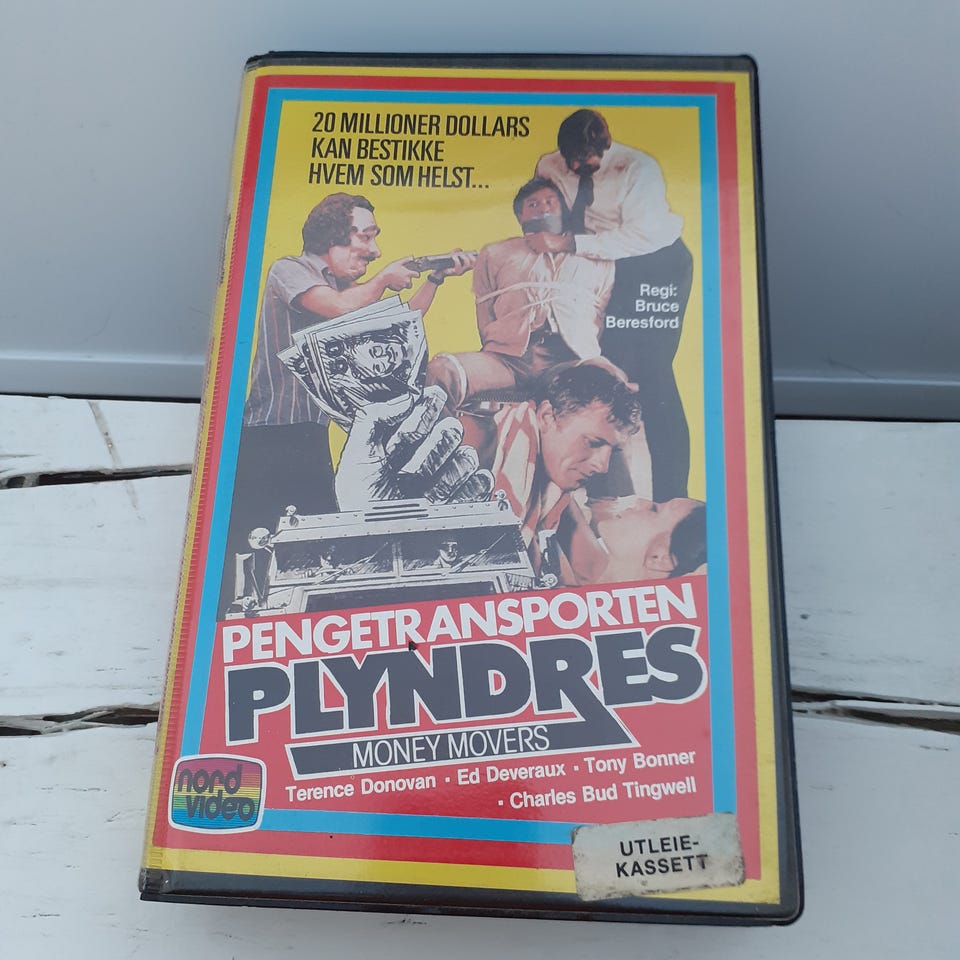 20 MILLIONER DOLLARS
KAN BESTIKKE
HVEM SOM HELST...
Regi:
Bruce
Beresford
PENGETRANSPORTEN
PLYNDRES
MONEY MOVERS
Terence Donovan · Ed Deveraux · Tony Bonner
· Charles Bud Tingwell
nord
video
UTLEIE-
KASSETT